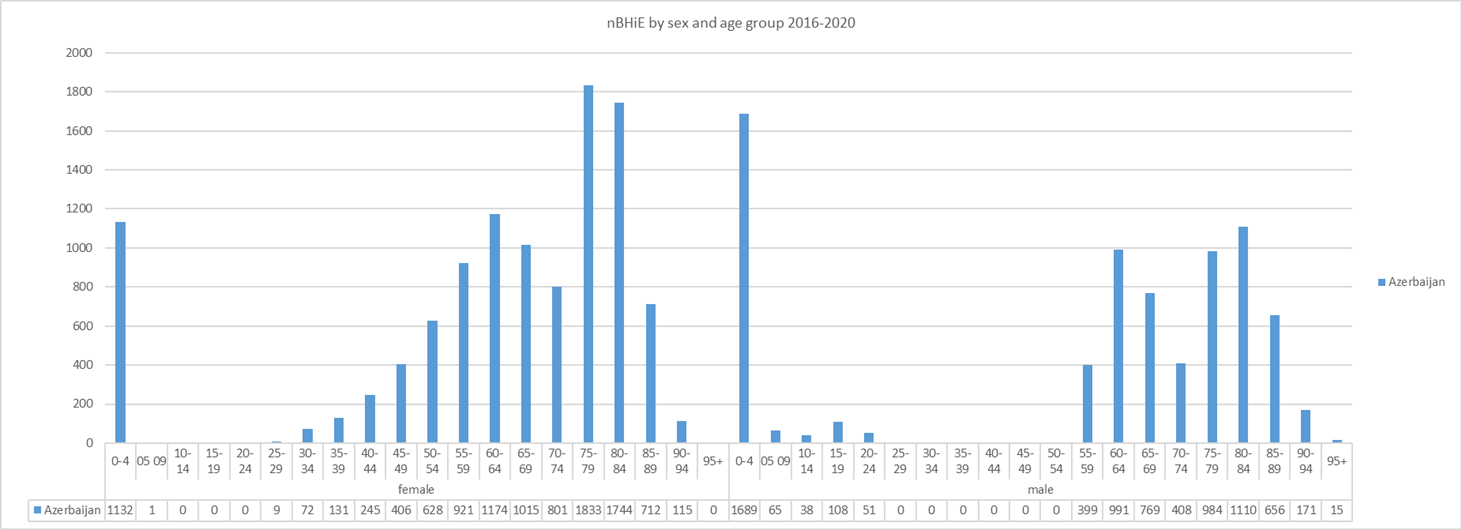 nBHiE by sex and age group 2016-2020
2000
1800
1600
1400
1200
1000
800
600
400
200
0
0-4 05 09 10-14 15-19 20-24 25-29 30-34 35-39 40-44 45-49 50-54 55-59 60-64 65-69 70-74 75-79 80-84 85-89 90-94 95+ 0-4 05 09 10-14 15-19 20-24 25-29 30-34 35-39 40-44 45-49 50-54 55-59 60-64 65-69 70-74 75-79 80-84 85-89 90-94 95+
female male
Azerbaijan 1132 1 0 0 0 9 72 131 245 406 628 921 1174 1015 801 1833 1744 712 115 0 1689 65 38 108 51 0 0 0 0 0 0 399 991 769 408 984 1110 656 171 15
Azerbaijan